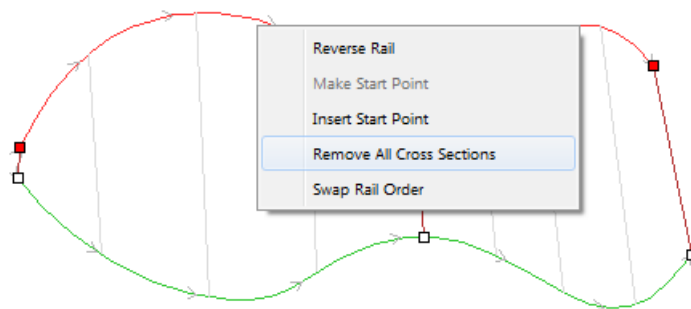 Reverse Rail
Make Start Point
Insert Start Point
Remove All Cross Sections
Swap Rail Order